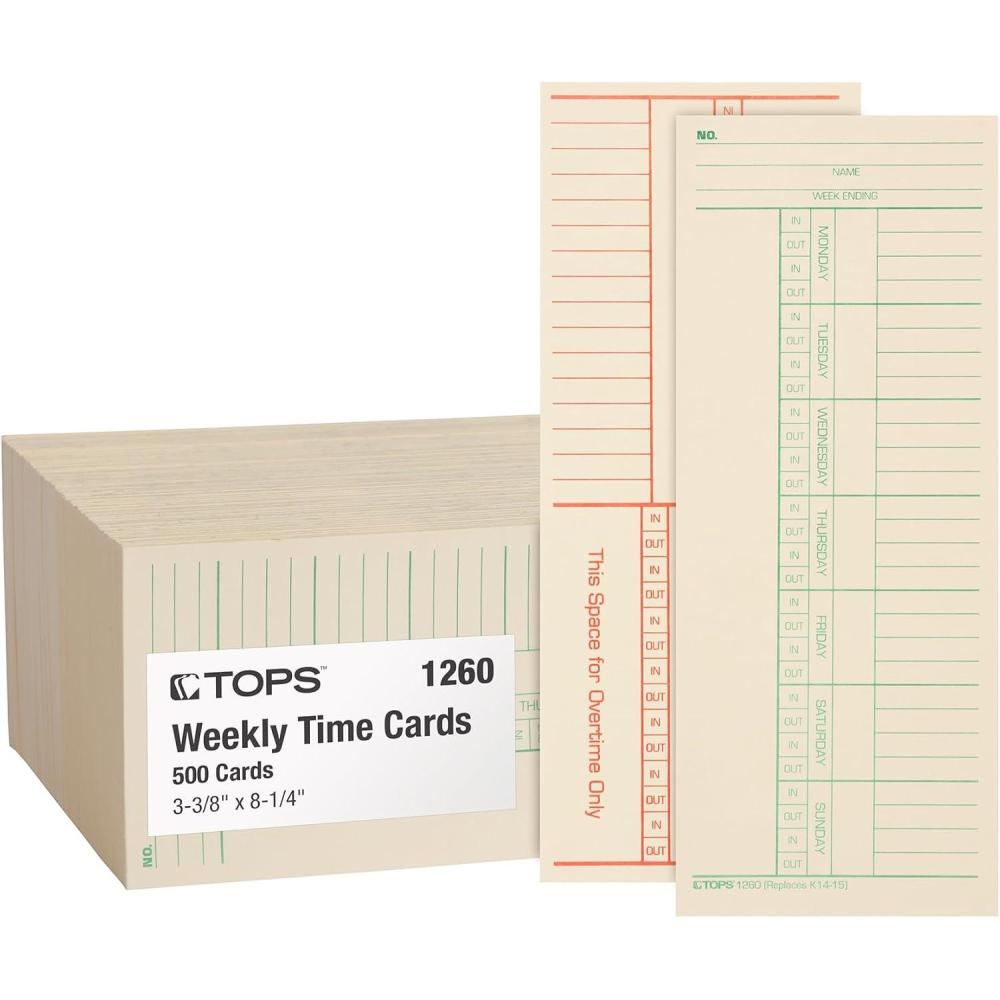 TOPS™ 1260
Weekly Time Cards
500 Cards
3-3/8" x 8-1/4"
NO.
THU
IN
IN
IN
OUT
IN
OUT
IN
OUT
IN
OUT
IN
OUT
IN
OUT
IN
OUT
This Space for Overtime Only
NO.
NAME
WEEK ENDING
IN
OUT
IN
OUT
MONDAY
IN
OUT
IN
OUT
TUESDAY
IN
OUT
IN
OUT
WEDNESDAY
IN
OUT
IN
OUT
THURSDAY
IN
OUT
IN
OUT
FRIDAY
IN
OUT
IN
OUT
SATURDAY
IN
OUT
IN
OUT
SUNDAY
TOPS™ 1260 (Replaces K14-15)